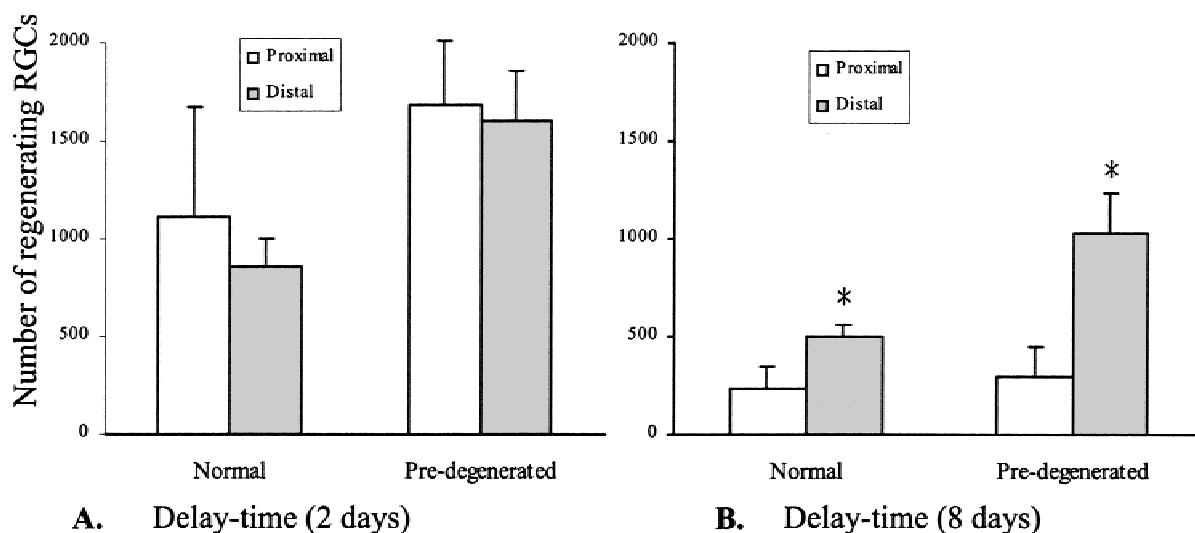 Number of regenerating RGCs
2000
1500
1000
500
0
Proximal
Distal
Normal
Pre-degenerated
A. Delay-time (2 days)
2000
1500
1000
500
0
Proximal
Distal
*
*
Normal
Pre-degenerated
B. Delay-time (8 days)